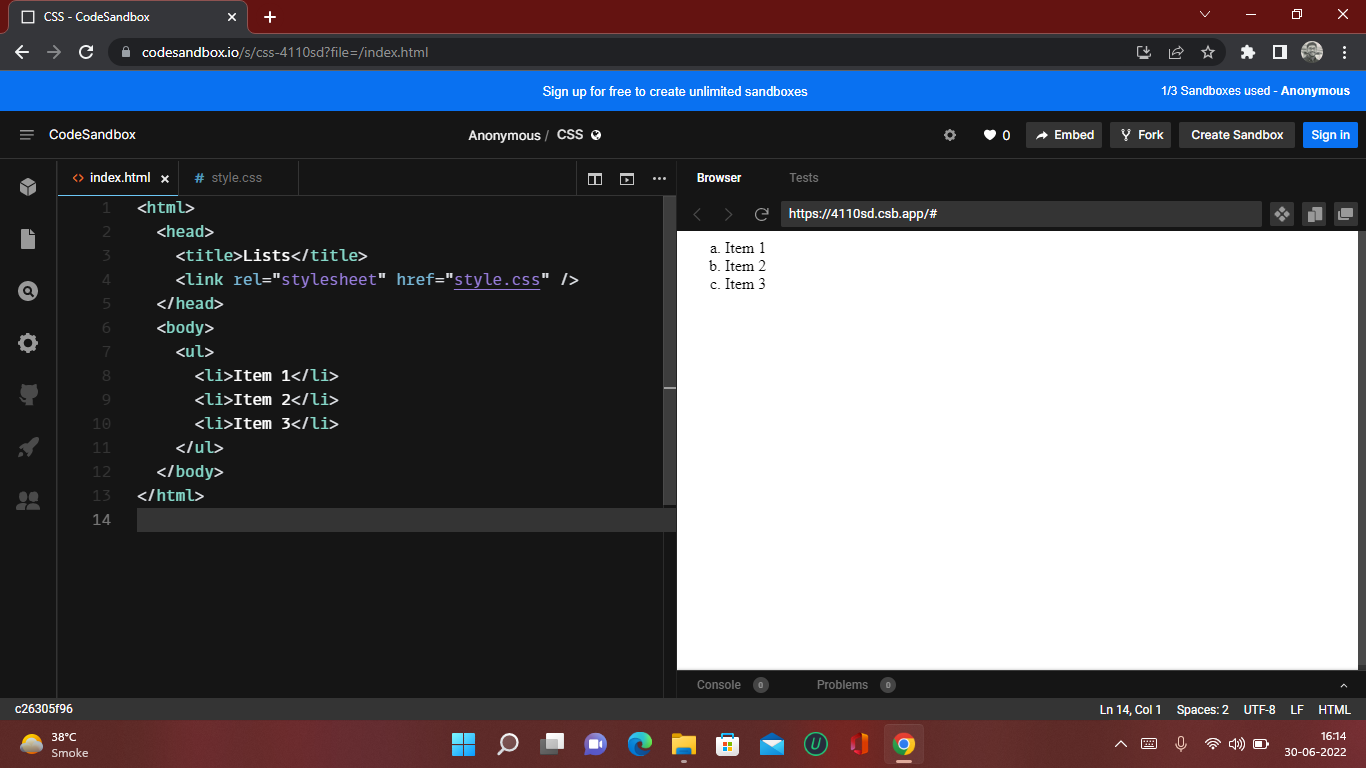 CSS - CodeSandbox
codesandbox.io/s/css-4110sd?file=/index.html
Sign up for free to create unlimited sandboxes
1/3 Sandboxes used - Anonymous
CodeSandbox
Anonymous / CSS
0
Embed
Fork
Create Sandbox
Sign in
index.html
# style.css
1 <html>
2 <head>
3 <title>Lists</title>
4 <link rel="stylesheet" href="style.css" />
5 </head>
6 <body>
7 <ul>
8 <li>Item 1</li>
9 <li>Item 2</li>
10 <li>Item 3</li>
11 </ul>
12 </body>
13 </html>
14
Browser
Tests
https://4110sd.csb.app/#
a. Item 1
b. Item 2
c. Item 3
Console 0
Problems 0
c26305f96
Ln 14, Col 1 Spaces: 2 UTF-8 LF HTML
38°C
Smoke
16:14
30-06-2022